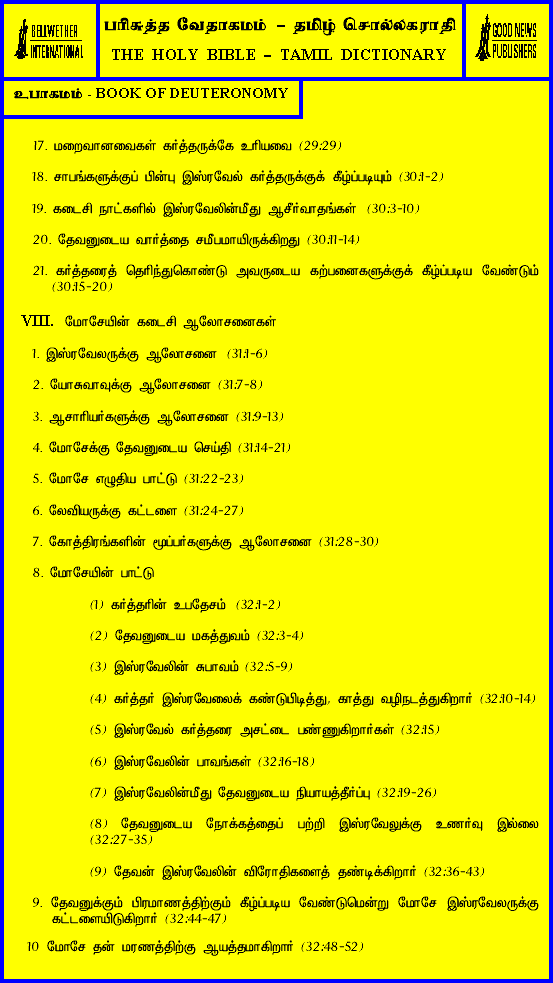 BELLWETHER
INTERNATIONAL
பரிசுத்த வேதாகமம் – தமிழ் சொல்லகராதி
THE HOLY BIBLE – TAMIL DICTIONARY
GOOD NEWS
PUBLISHERS
உபாகமம் - BOOK OF DEUTERONOMY
17. மறைவானவைகள் கர்த்தருக்கே உரியவை (29:29)
18. சாபங்களுக்குப் பின்பு இஸ்ரவேல் கர்த்தருக்குக் கீழ்ப்படியும் (30:1-2)
19. கடைசி நாட்களில் இஸ்ரவேலின்மீது ஆசீர்வாதங்கள் (30:3-10)
20. தேவனுடைய வார்த்தை சமீபமாயிருக்கிறது (30:11-14)
21. கர்த்தரைத் தெரிந்துகொண்டு அவருடைய கற்பனைகளுக்குக் கீழ்ப்படிய வேண்டும்
(30:15-20)
VIII. மோசேயின் கடைசி ஆலோசனைகள்
1. இஸ்ரவேலருக்கு ஆலோசனை (31:1-6)
2. யோசுவாவுக்கு ஆலோசனை (31:7-8)
3. ஆசாரியர்களுக்கு ஆலோசனை (31:9-13)
4. மோசேக்கு தேவனுடைய செய்தி (31:14-21)
5. மோசே எழுதிய பாட்டு (31:22-23)
6. லேவியருக்கு கட்டளை (31:24-27)
7. கோத்திரங்களின் மூப்பர்களுக்கு ஆலோசனை (31:28-30)
8. மோசேயின் பாட்டு
(1) கர்த்தரின் உபதேசம் (32:1-2)
(2) தேவனுடைய மகத்துவம் (32:3-4)
(3) இஸ்ரவேலின் சுபாவம் (32:5-9)
(4) கர்த்தர் இஸ்ரவேலைக் கண்டுபிடித்து, காத்து வழிநடத்துகிறார் (32:10-14)
(5) இஸ்ரவேல் கர்த்தரை அசட்டை பண்ணுகிறார்கள் (32:15)
(6) இஸ்ரவேலின் பாவங்கள் (32:16-18)
(7) இஸ்ரவேலின்மீது தேவனுடைய நியாயத்தீர்ப்பு (32:19-26)
(8) தேவனுடைய நோக்கத்தைப் பற்றி இஸ்ரவேலுக்கு உணர்வு இல்லை
(32:27-35)
(9) தேவன் இஸ்ரவேலின் விரோதிகளைத் தண்டிக்கிறார் (32:36-43)
9. தேவனுக்கும் பிரமாணத்திற்கும் கீழ்ப்படிய வேண்டுமென்று மோசே இஸ்ரவேலருக்கு
கட்டளையிடுகிறார் (32:44-47)
10 மோசே தன் மரணத்திற்கு ஆயத்தமாகிறார் (32:48-52)